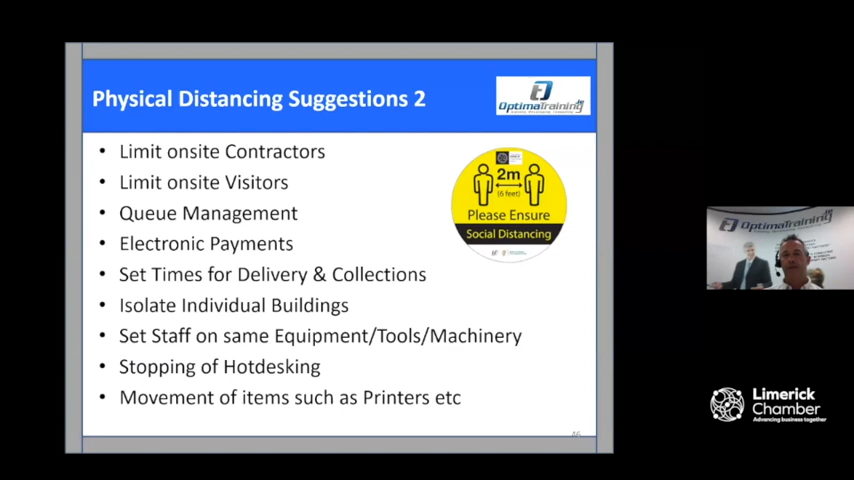 Physical Distancing Suggestions 2
OptimaTraining.ie
• Limit onsite Contractors
• Limit onsite Visitors
• Queue Management
• Electronic Payments
• Set Times for Delivery & Collections
• Isolate Individual Buildings
• Set Staff on same Equipment/Tools/Machinery
• Stopping of Hotdesking
• Movement of items such as Printers etc
2m
(6 feet)
Please Ensure
Social Distancing
46
OptimaTraining
Limerick
Chamber
Advancing business together